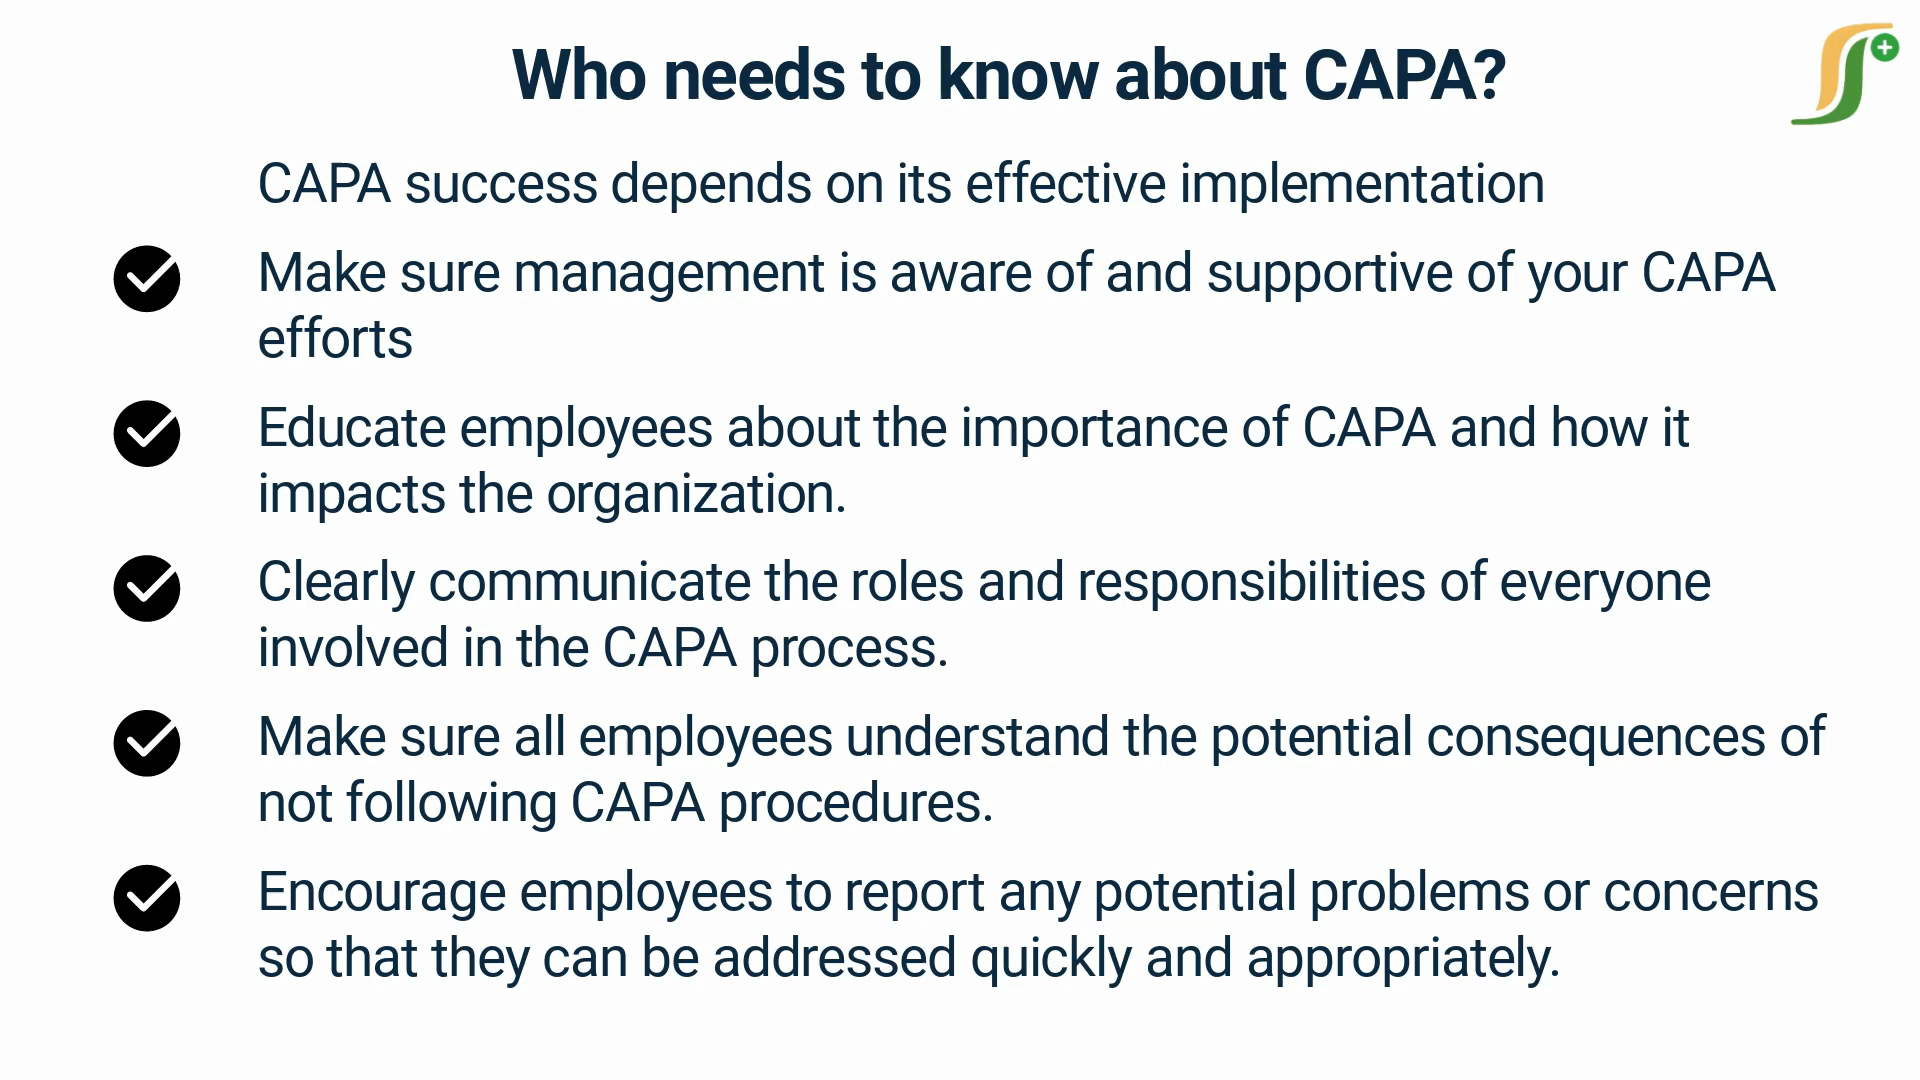 Who needs to know about CAPA?
CAPA success depends on its effective implementation
Make sure management is aware of and supportive of your CAPA
efforts
Educate employees about the importance of CAPA and how it
impacts the organization.
Clearly communicate the roles and responsibilities of everyone
involved in the CAPA process.
Make sure all employees understand the potential consequences of
not following CAPA procedures.
Encourage employees to report any potential problems or concerns
so that they can be addressed quickly and appropriately.